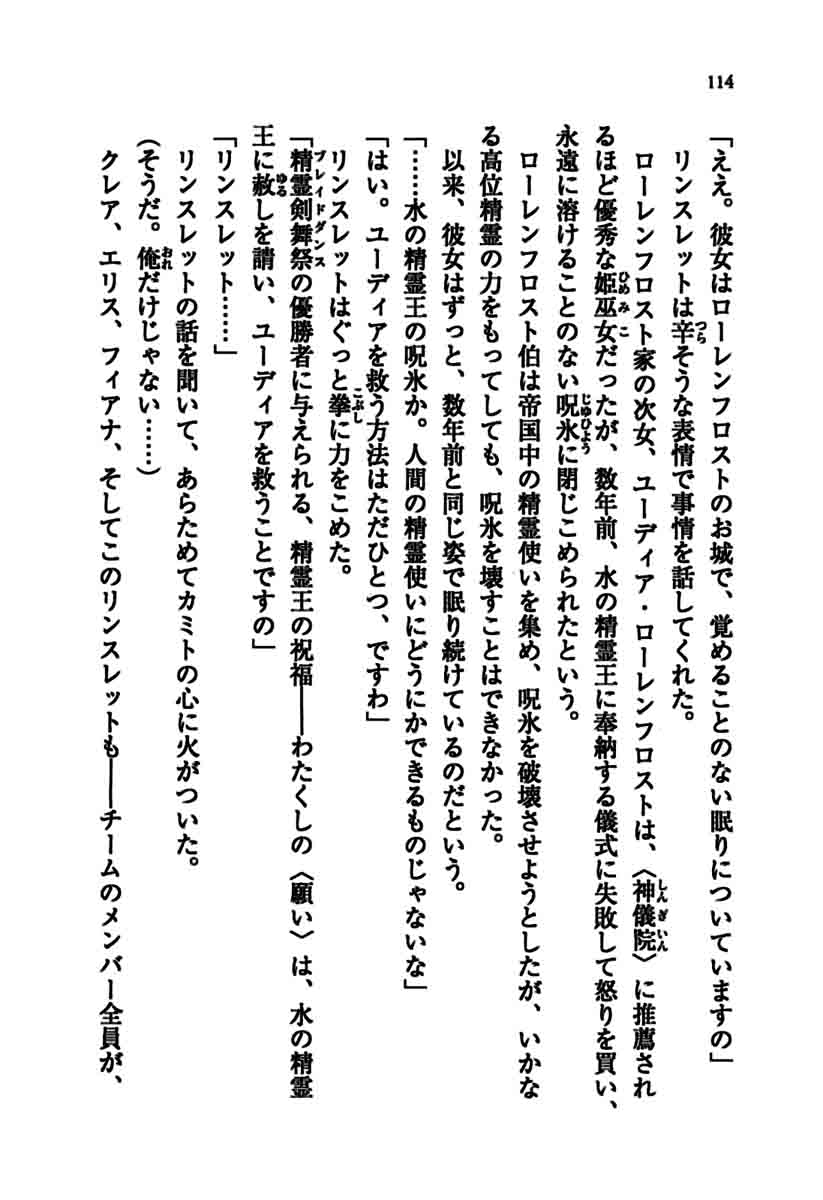 114
「ええ。彼女はローレンフロストのお城で、覚めることのない眠りについていますの」
リンスレットは辛そうな表情で事情を話してくれた。
ローレンフロスト家の次女、ユーディア・ローレンフロストは、〈神儀院〉に推薦され
るほど優秀な姫巫女だったが、数年前、水の精霊王に奉納する儀式に失敗して怒りを買い、
永遠に溶けることのない呪氷に閉じこめられたという。
ローレンフロスト伯は帝国中の精霊使いを集め、呪氷を破壊させようとしたが、いかな
る高位精霊の力をもってしても、呪氷を壊すことはできなかった。
以来、彼女はずっと、数年前と同じ姿で眠り続けているのだという。
「……水の精霊王の呪氷か。人間の精霊使いにどうにかできるものじゃないな」
「はい。ユーディアを救う方法はただひとつ、ですわ」
リンスレットはぐっと拳に力をこめた。
「精霊剣舞祭の優勝者に与えられる、精霊王の祝福――わたくしの〈願い〉は、水の精霊
王に赦しを請い、ユーディアを救うことですの」
「リンスレット……」
リンスレットの話を聞いて、あらためてカミトの心に火がついた。
(そうだ。俺だけじゃない……)
クレア、エリス、フィアナ、そしてこのリンスレットも――チームのメンバー全員が、